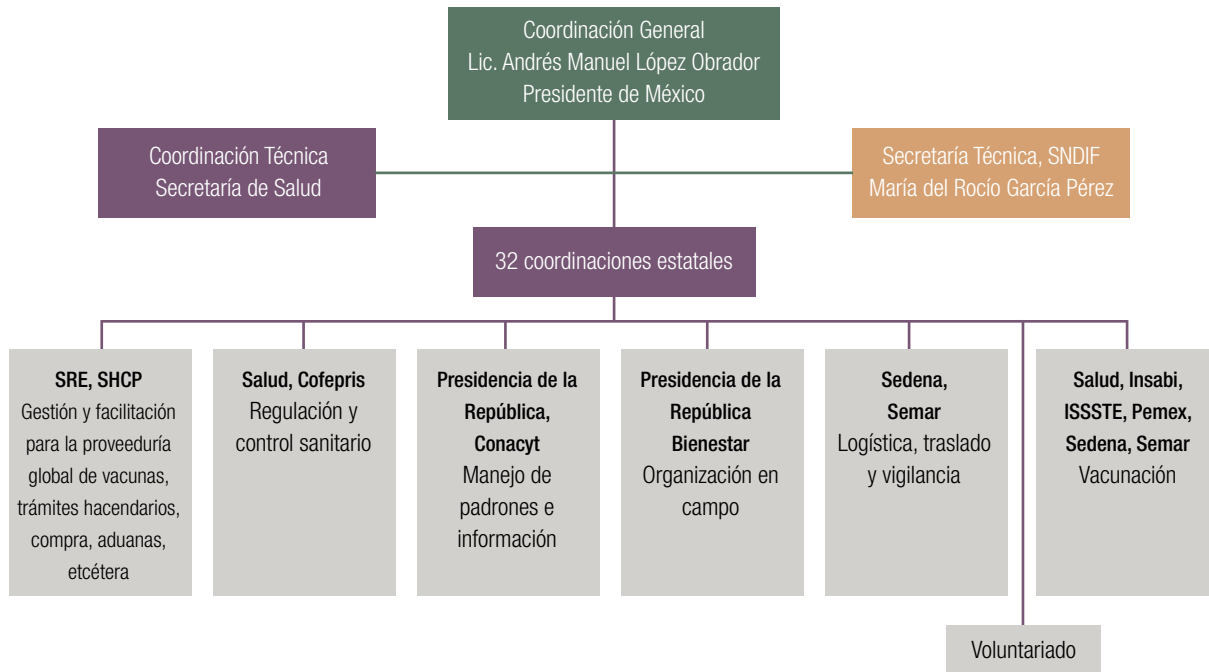 Coordinación General
Lic. Andrés Manuel López Obrador
Presidente de México
Coordinación Técnica
Secretaría de Salud
Secretaría Técnica, SNDIF
María del Rocío García Pérez
32 coordinaciones estatales
SRE, SHCP
Gestión y facilitación
para la proveeduría
global de vacunas,
trámites hacendarios,
compra, aduanas,
etcétera
Salud, Cofepris
Regulación y
control sanitario
Presidencia de la
República,
Conacyt
Manejo de
padrones e
información
Presidencia de la
República
Bienestar
Organización en
campo
Sedena,
Semar
Logística, traslado
y vigilancia
Salud, Insabi,
ISSSTE, Pemex,
Sedena, Semar
Vacunación
Voluntariado